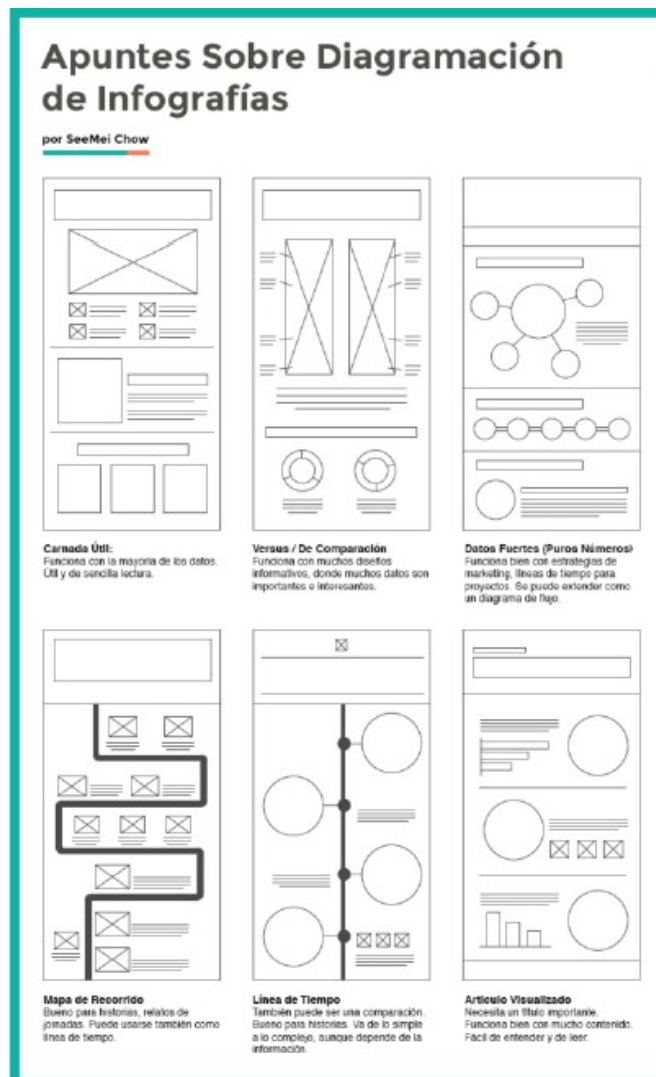 Apuntes Sobre Diagramación
de Infografías
por SeeMei Chow
Carnada Útil:
Funciona con la mayoría de los datos.
Útil y de sencilla lectura.
Versus / De Comparación
Funciona con muchos diseños
informativos, donde muchos datos son
importantes e interesantes.
Datos Fuertes (Puros Números)
Funciona bien con estrategias de
marketing, líneas de tiempo para
proyectos. Se puede extender como
un diagrama de flujo.
Mapa de Recorrido
Bueno para historias, relatos de
jornadas. Puede usarse también como
línea de tiempo.
Línea de Tiempo
También puede ser una comparación.
Bueno para historias. Va de lo simple
a lo complejo, aunque depende de la
información.
Artículo Visualizado
Necesita un título importante.
Funciona bien con mucho contenido.
Fácil de entender y de leer.